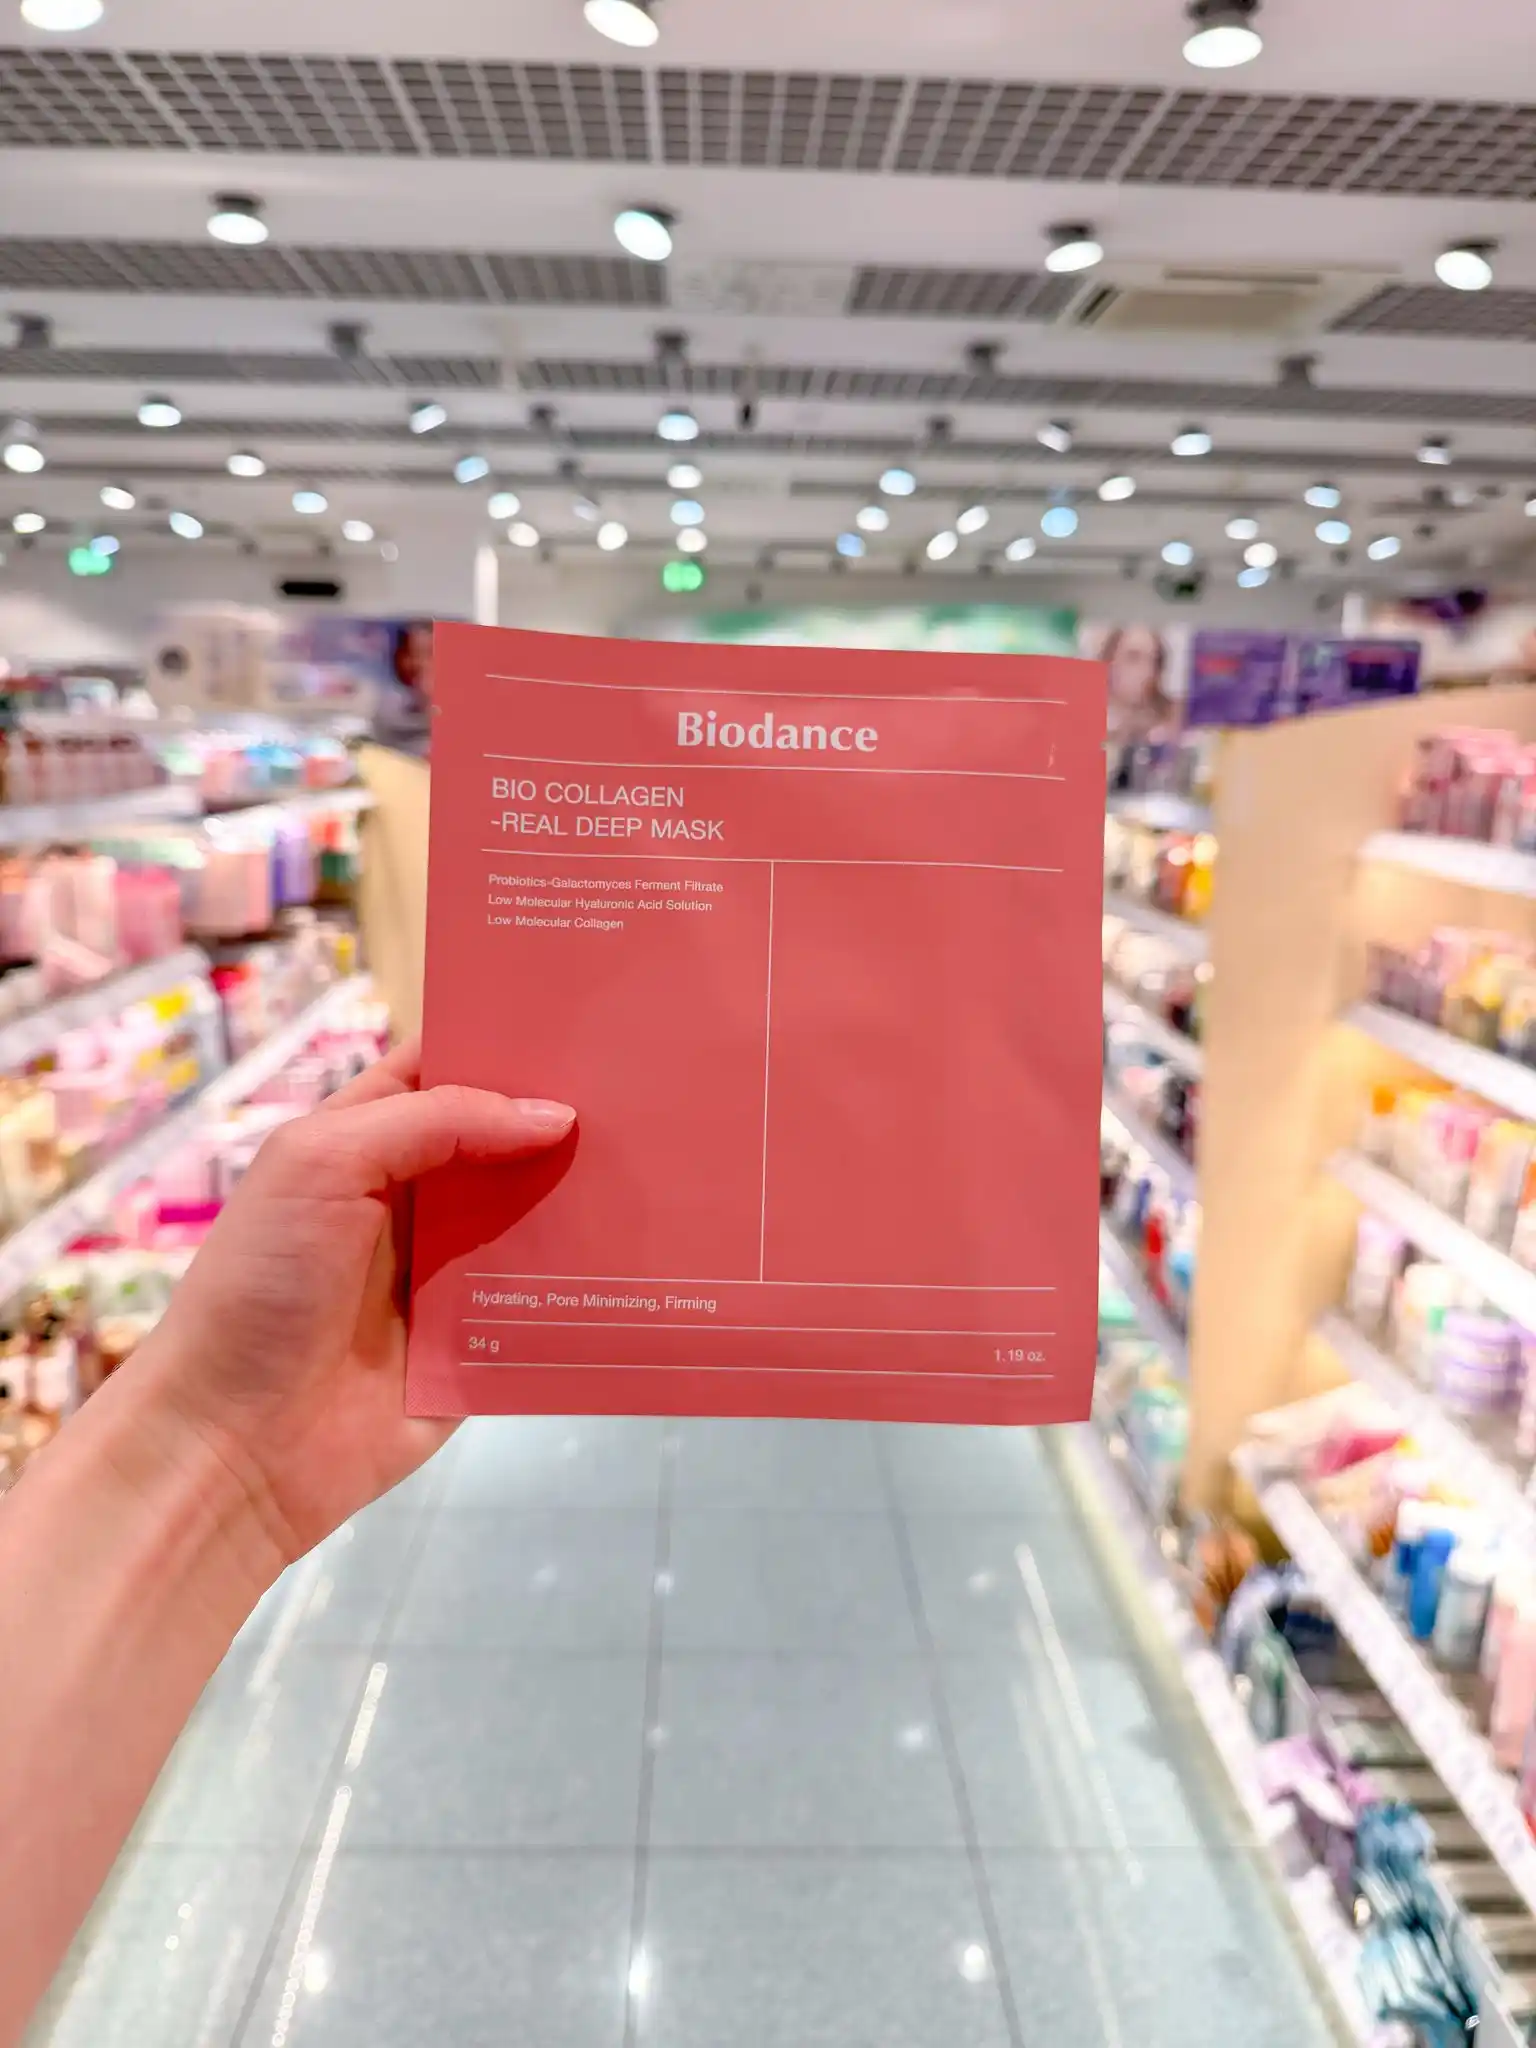 Biodance
BIO COLLAGEN
-REAL DEEP MASK
Probiotics-Galactomyces Ferment Filtrate
Low Molecular Hyaluronic Acid Solution
Low Molecular Collagen
Hydrating, Pore Minimizing, Firming
34 g
1.19 oz.